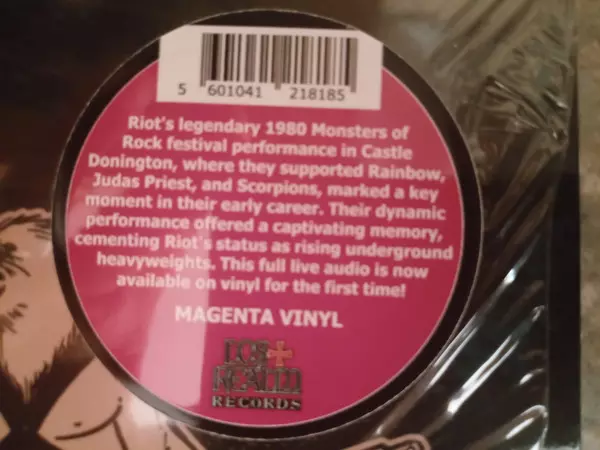 5 601041 218185
Riot's legendary 1980 Monsters of
Rock festival performance in Castle
Donington, where they supported Rainbow,
Judas Priest, and Scorpions, marked a key
moment in their early career. Their dynamic
performance offered a captivating memory,
cementing Riot's status as rising underground
heavyweights. This full live audio is now
available on vinyl for the first time!
MAGENTA VINYL
LOST
REALM
RECORDS